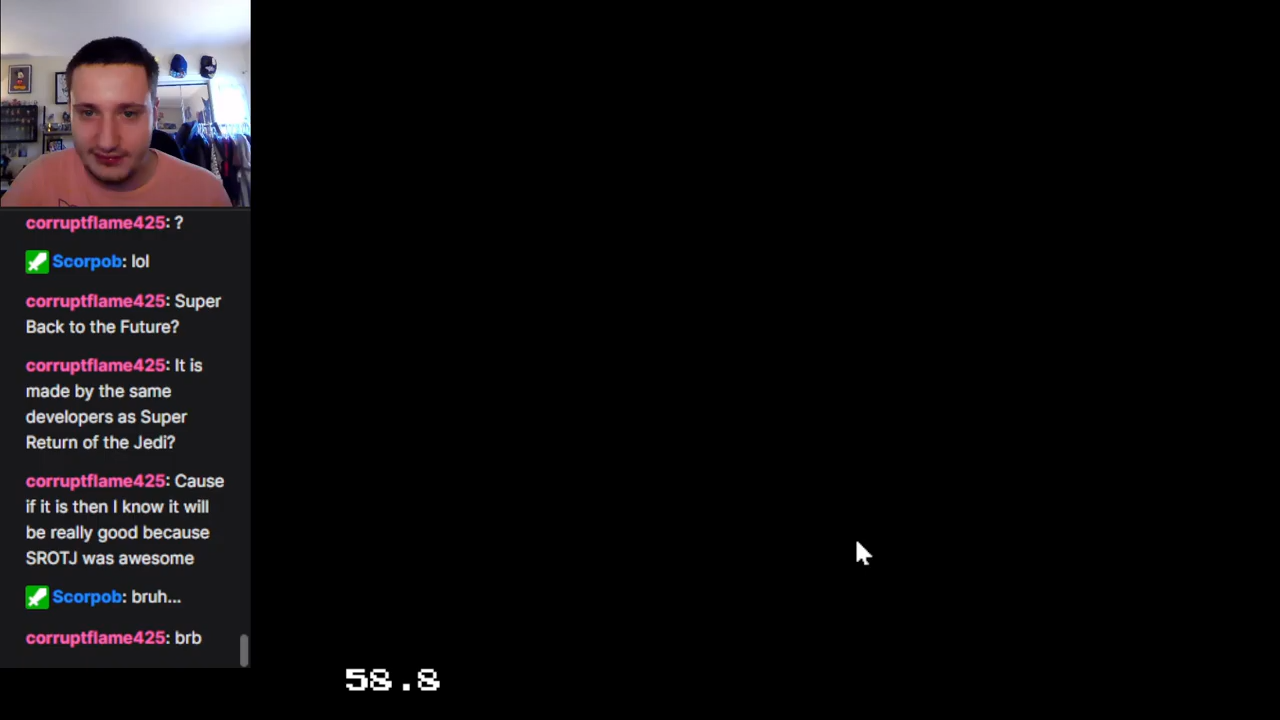 corruptflame425: ?
Scorpob: lol
corruptflame425: Super
Back to the Future?
corruptflame425: It is
made by the same
developers as Super
Return of the Jedi?
corruptflame425: Cause
if it is then I know it will
be really good because
SROTJ was awesome
Scorpob: bruh...
corruptflame425: brb
58.8